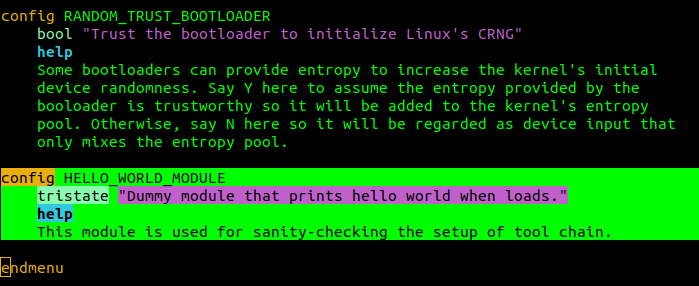 config RANDOM_TRUST_BOOTLOADER
bool "Trust the bootloader to initialize Linux's CRNG"
help
Some bootloaders can provide entropy to increase the kernel's initial
device randomness. Say Y here to assume the entropy provided by the
booloader is trustworthy so it will be added to the kernel's entropy
pool. Otherwise, say N here so it will be regarded as device input that
only mixes the entropy pool.
config HELLO_WORLD_MODULE
tristate "Dummy module that prints hello world when loads."
help
This module is used for sanity-checking the setup of tool chain.
endmenu